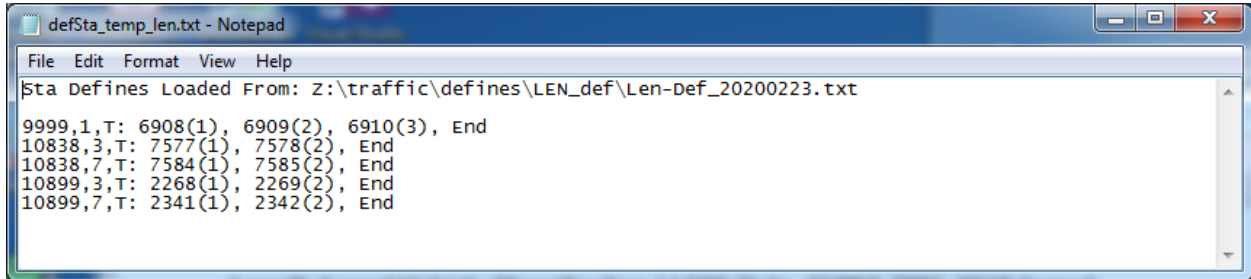 defSta_temp_len.txt - Notepad
File Edit Format View Help
Sta Defines Loaded From: Z:\traffic\defines\LEN_def\Len-Def_20200223.txt
9999,1,T: 6908(1), 6909(2), 6910(3), End
10838,3,T: 7577(1), 7578(2), End
10838,7,T: 7584(1), 7585(2), End
10899,3,T: 2268(1), 2269(2), End
10899,7,T: 2341(1), 2342(2), End